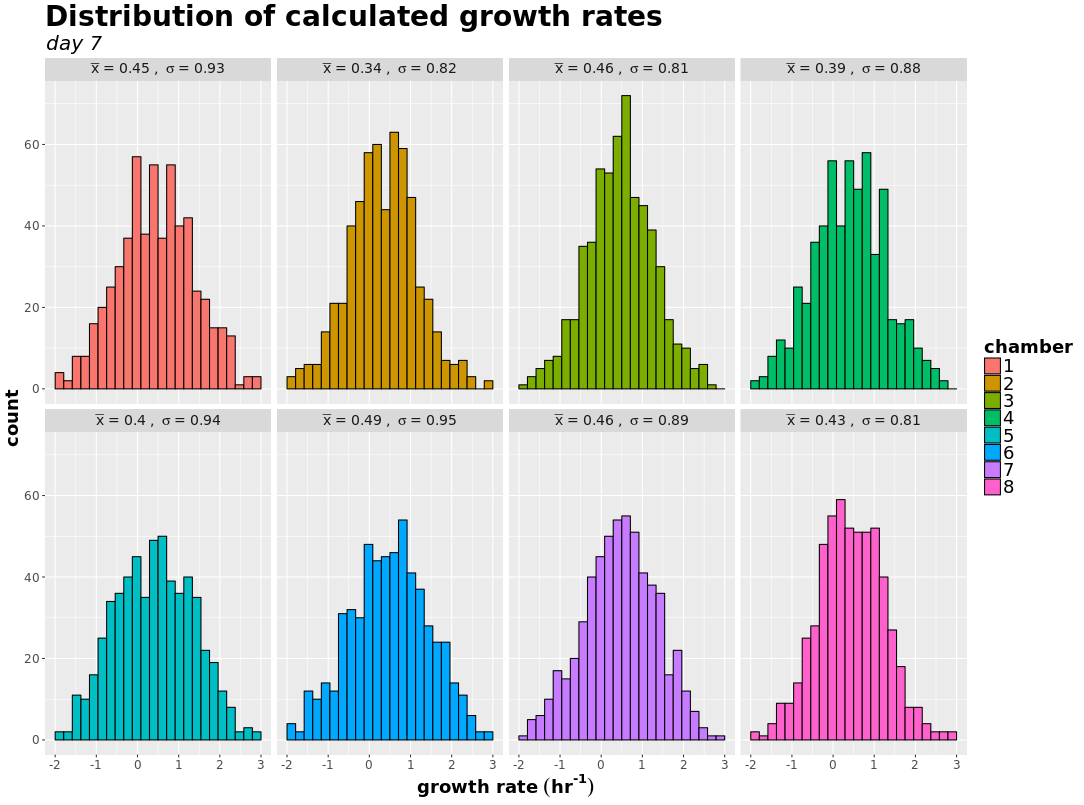 Distribution of calculated growth rates
day 7
x̅ = 0.45 , σ = 0.93
x̅ = 0.34 , σ = 0.82
x̅ = 0.46 , σ = 0.81
x̅ = 0.39 , σ = 0.88
60
40
20
0
x̅ = 0.4 , σ = 0.94
x̅ = 0.49 , σ = 0.95
x̅ = 0.46 , σ = 0.89
x̅ = 0.43 , σ = 0.81
60
40
20
0
-2 -1 0 1 2 3
-2 -1 0 1 2 3
-2 -1 0 1 2 3
-2 -1 0 1 2 3
growth rate (hr⁻¹)
count
chamber
1
2
3
4
5
6
7
8